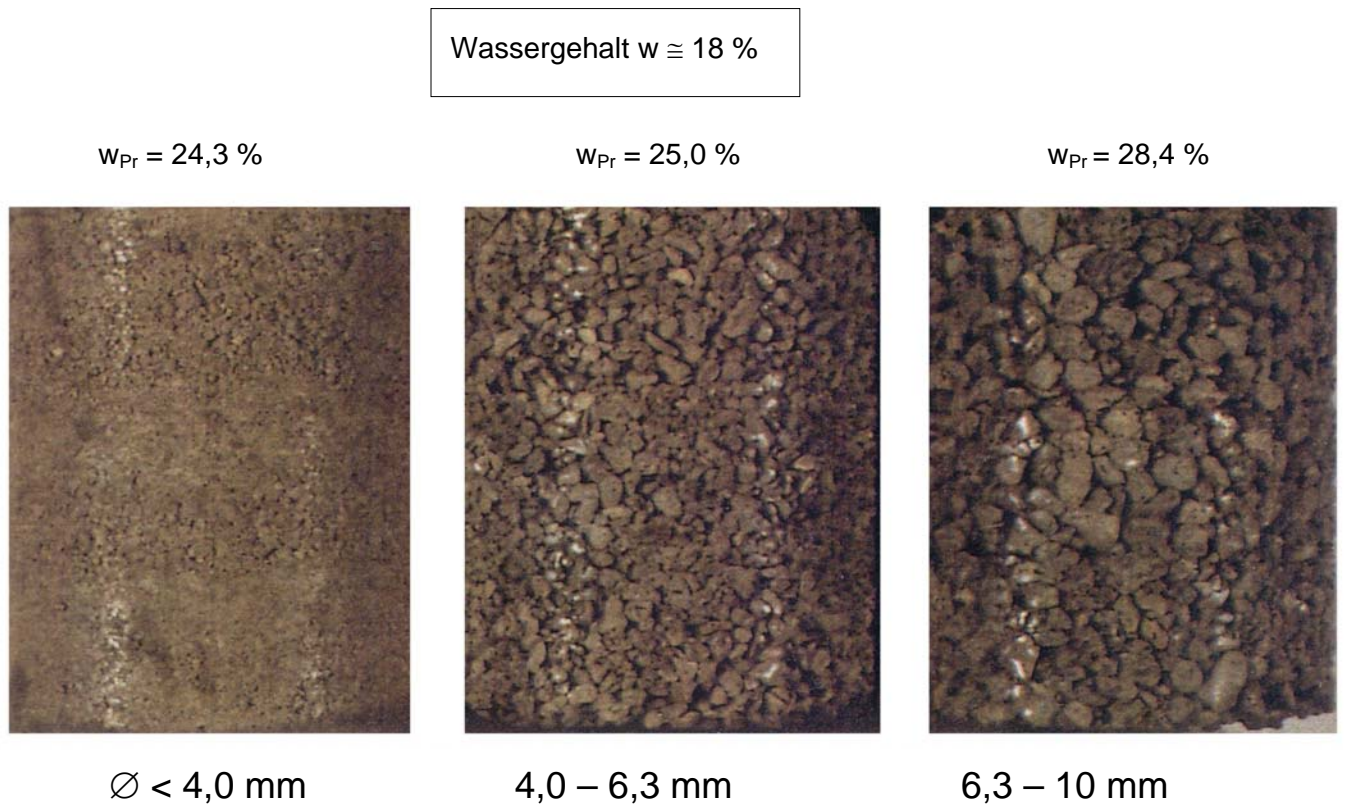 Wassergehalt w ≅ 18 %
w_Pr = 24,3 %
w_Pr = 25,0 %
w_Pr = 28,4 %
∅ < 4,0 mm
4,0 – 6,3 mm
6,3 – 10 mm